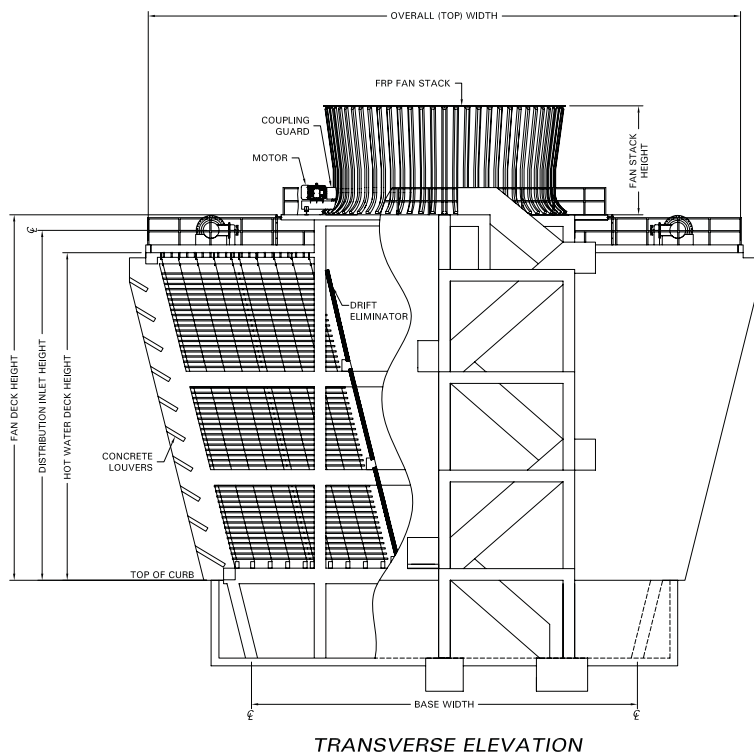 OVERALL (TOP) WIDTH
FRP FAN STACK
COUPLING
GUARD
MOTOR
FAN STACK
HEIGHT
℄
DRIFT
ELIMINATOR
FAN DECK HEIGHT
DISTRIBUTION INLET HEIGHT
HOT WATER DECK HEIGHT
CONCRETE
LOUVERS
TOP OF CURB
BASE WIDTH
℄
℄
TRANSVERSE ELEVATION